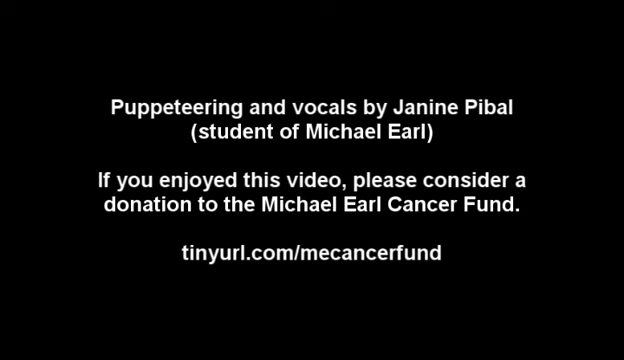 Puppeteering and vocals by Janine Pibal
(student of Michael Earl)
If you enjoyed this video, please consider a
donation to the Michael Earl Cancer Fund.
tinyurl.com/mecancerfund